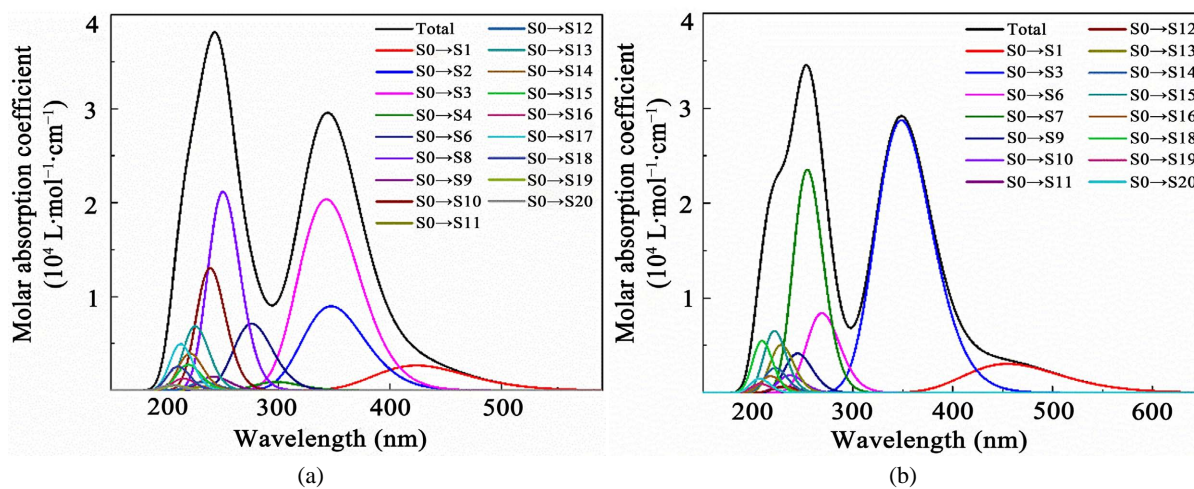 4
3
2
1
Molar absorption coefficient
(10⁴ L·mol⁻¹·cm⁻¹)
Total
S0→S1
S0→S2
S0→S3
S0→S4
S0→S6
S0→S8
S0→S9
S0→S10
S0→S11
S0→S12
S0→S13
S0→S14
S0→S15
S0→S16
S0→S17
S0→S18
S0→S19
S0→S20
200 300 400 500
Wavelength (nm)
(a)
4
3
2
1
Molar absorption coefficient
(10⁴ L·mol⁻¹·cm⁻¹)
Total
S0→S1
S0→S3
S0→S6
S0→S7
S0→S9
S0→S10
S0→S11
S0→S12
S0→S13
S0→S14
S0→S15
S0→S16
S0→S18
S0→S19
S0→S20
200 300 400 500 600
Wavelength (nm)
(b)